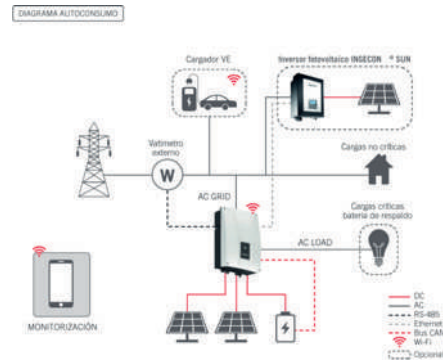 DIAGRAMA AUTOCONSUMO
Cargador VE
Inversor fotovoltaico INGECON ® SUN
Vatímetro
externo
W
Cargas no críticas
AC GRID
Cargas críticas
batería de respaldo
AC LOAD
MONITORIZACIÓN
DC
AC
RS-485
Ethernet
Bus CAN
Wi-Fi
Opcional